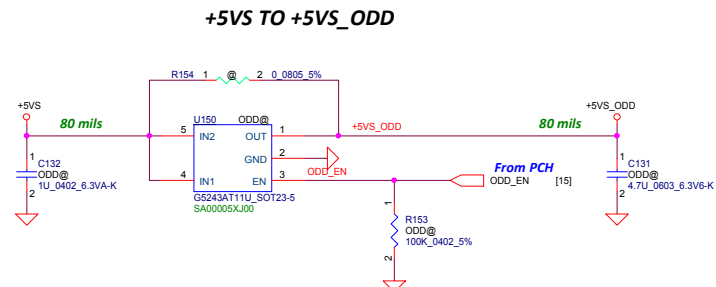 +5VS TO +5VS_ODD
R154 1 @ 2 0_0805_5%
+5VS
+5VS_ODD
80 mils
U150 ODD@
+5VS_ODD
80 mils
5 IN2 OUT 1
GND 2
4 IN1 EN 3
ODD_EN
From PCH
ODD_EN [15]
G5243AT11U_SOT23-5
SA00005XJ00
1
C132
ODD@
1U_0402_6.3VA-K
2
1
C131
ODD@
4.7U_0603_6.3V6-K
2
1
R153
ODD@
100K_0402_5%
2